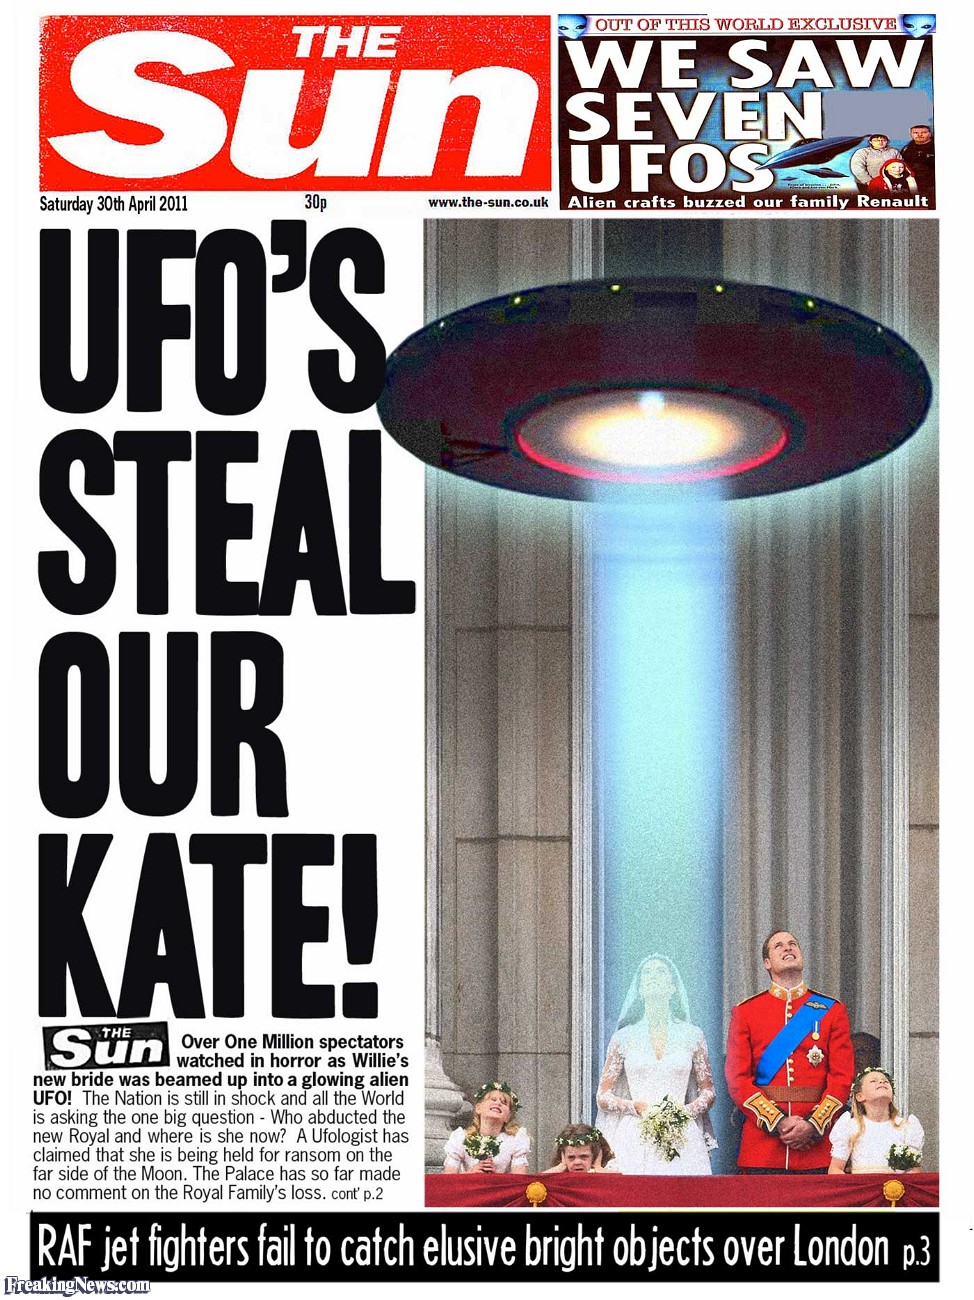 THE
Sun
Saturday 30th April 2011
30p
www.the-sun.co.uk
OUT OF THIS WORLD EXCLUSIVE
WE SAW
SEVEN
UFOS
Alien crafts buzzed our family Renault
UFO'S
STEAL
OUR
KATE!
THE
Sun
Over One Million spectators
watched in horror as Willie's
new bride was beamed up into a glowing alien
UFO! The Nation is still in shock and all the World
is asking the one big question - Who abducted the
new Royal and where is she now? A Ufologist has
claimed that she is being held for ransom on the
far side of the Moon. The Palace has so far made
no comment on the Royal Family's loss. cont' p.2
RAF jet fighters fail to catch elusive bright objects over London p.3
FreakingNews.com